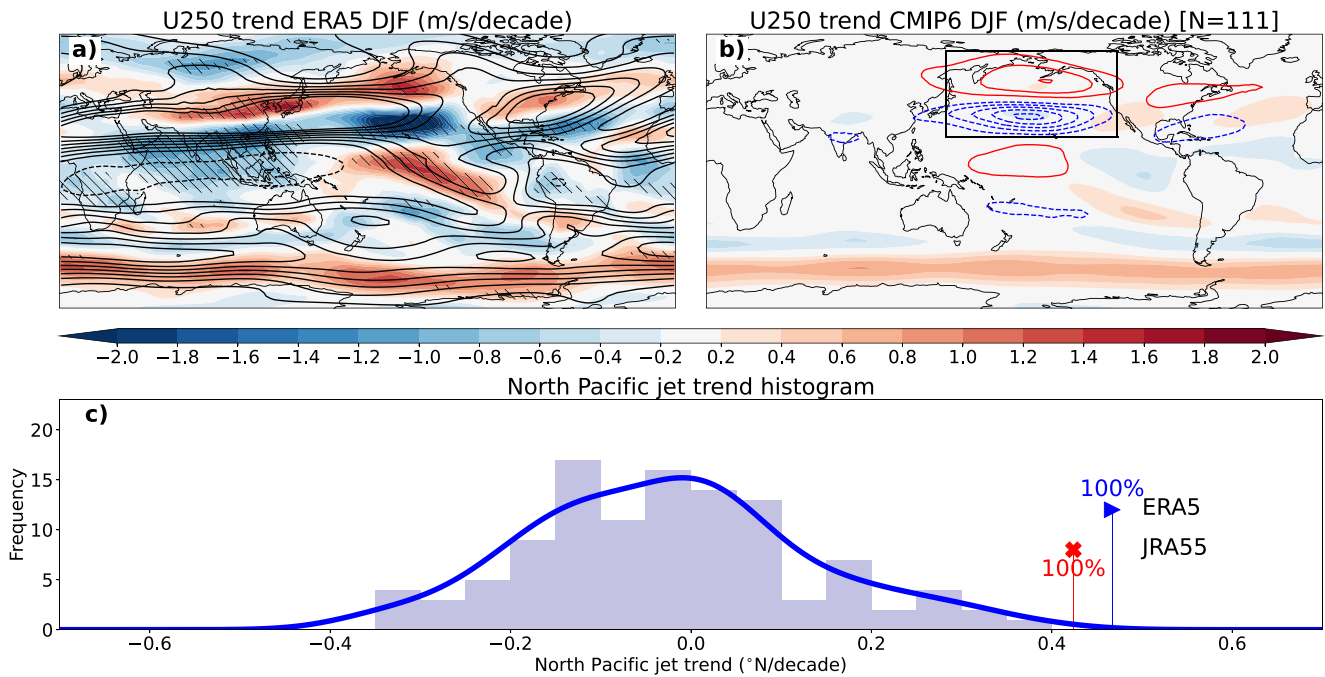 U250 trend ERA5 DJF (m/s/decade)
U250 trend CMIP6 DJF (m/s/decade) [N=111]
a)
b)
−2.0 −1.8 −1.6 −1.4 −1.2 −1.0 −0.8 −0.6 −0.4 −0.2 0.2 0.4 0.6 0.8 1.0 1.2 1.4 1.6 1.8 2.0
North Pacific jet trend histogram
c)
Frequency
20
15
10
5
0
100%
ERA5
JRA55
100%
−0.6 −0.4 −0.2 0.0 0.2 0.4 0.6
North Pacific jet trend (°N/decade)